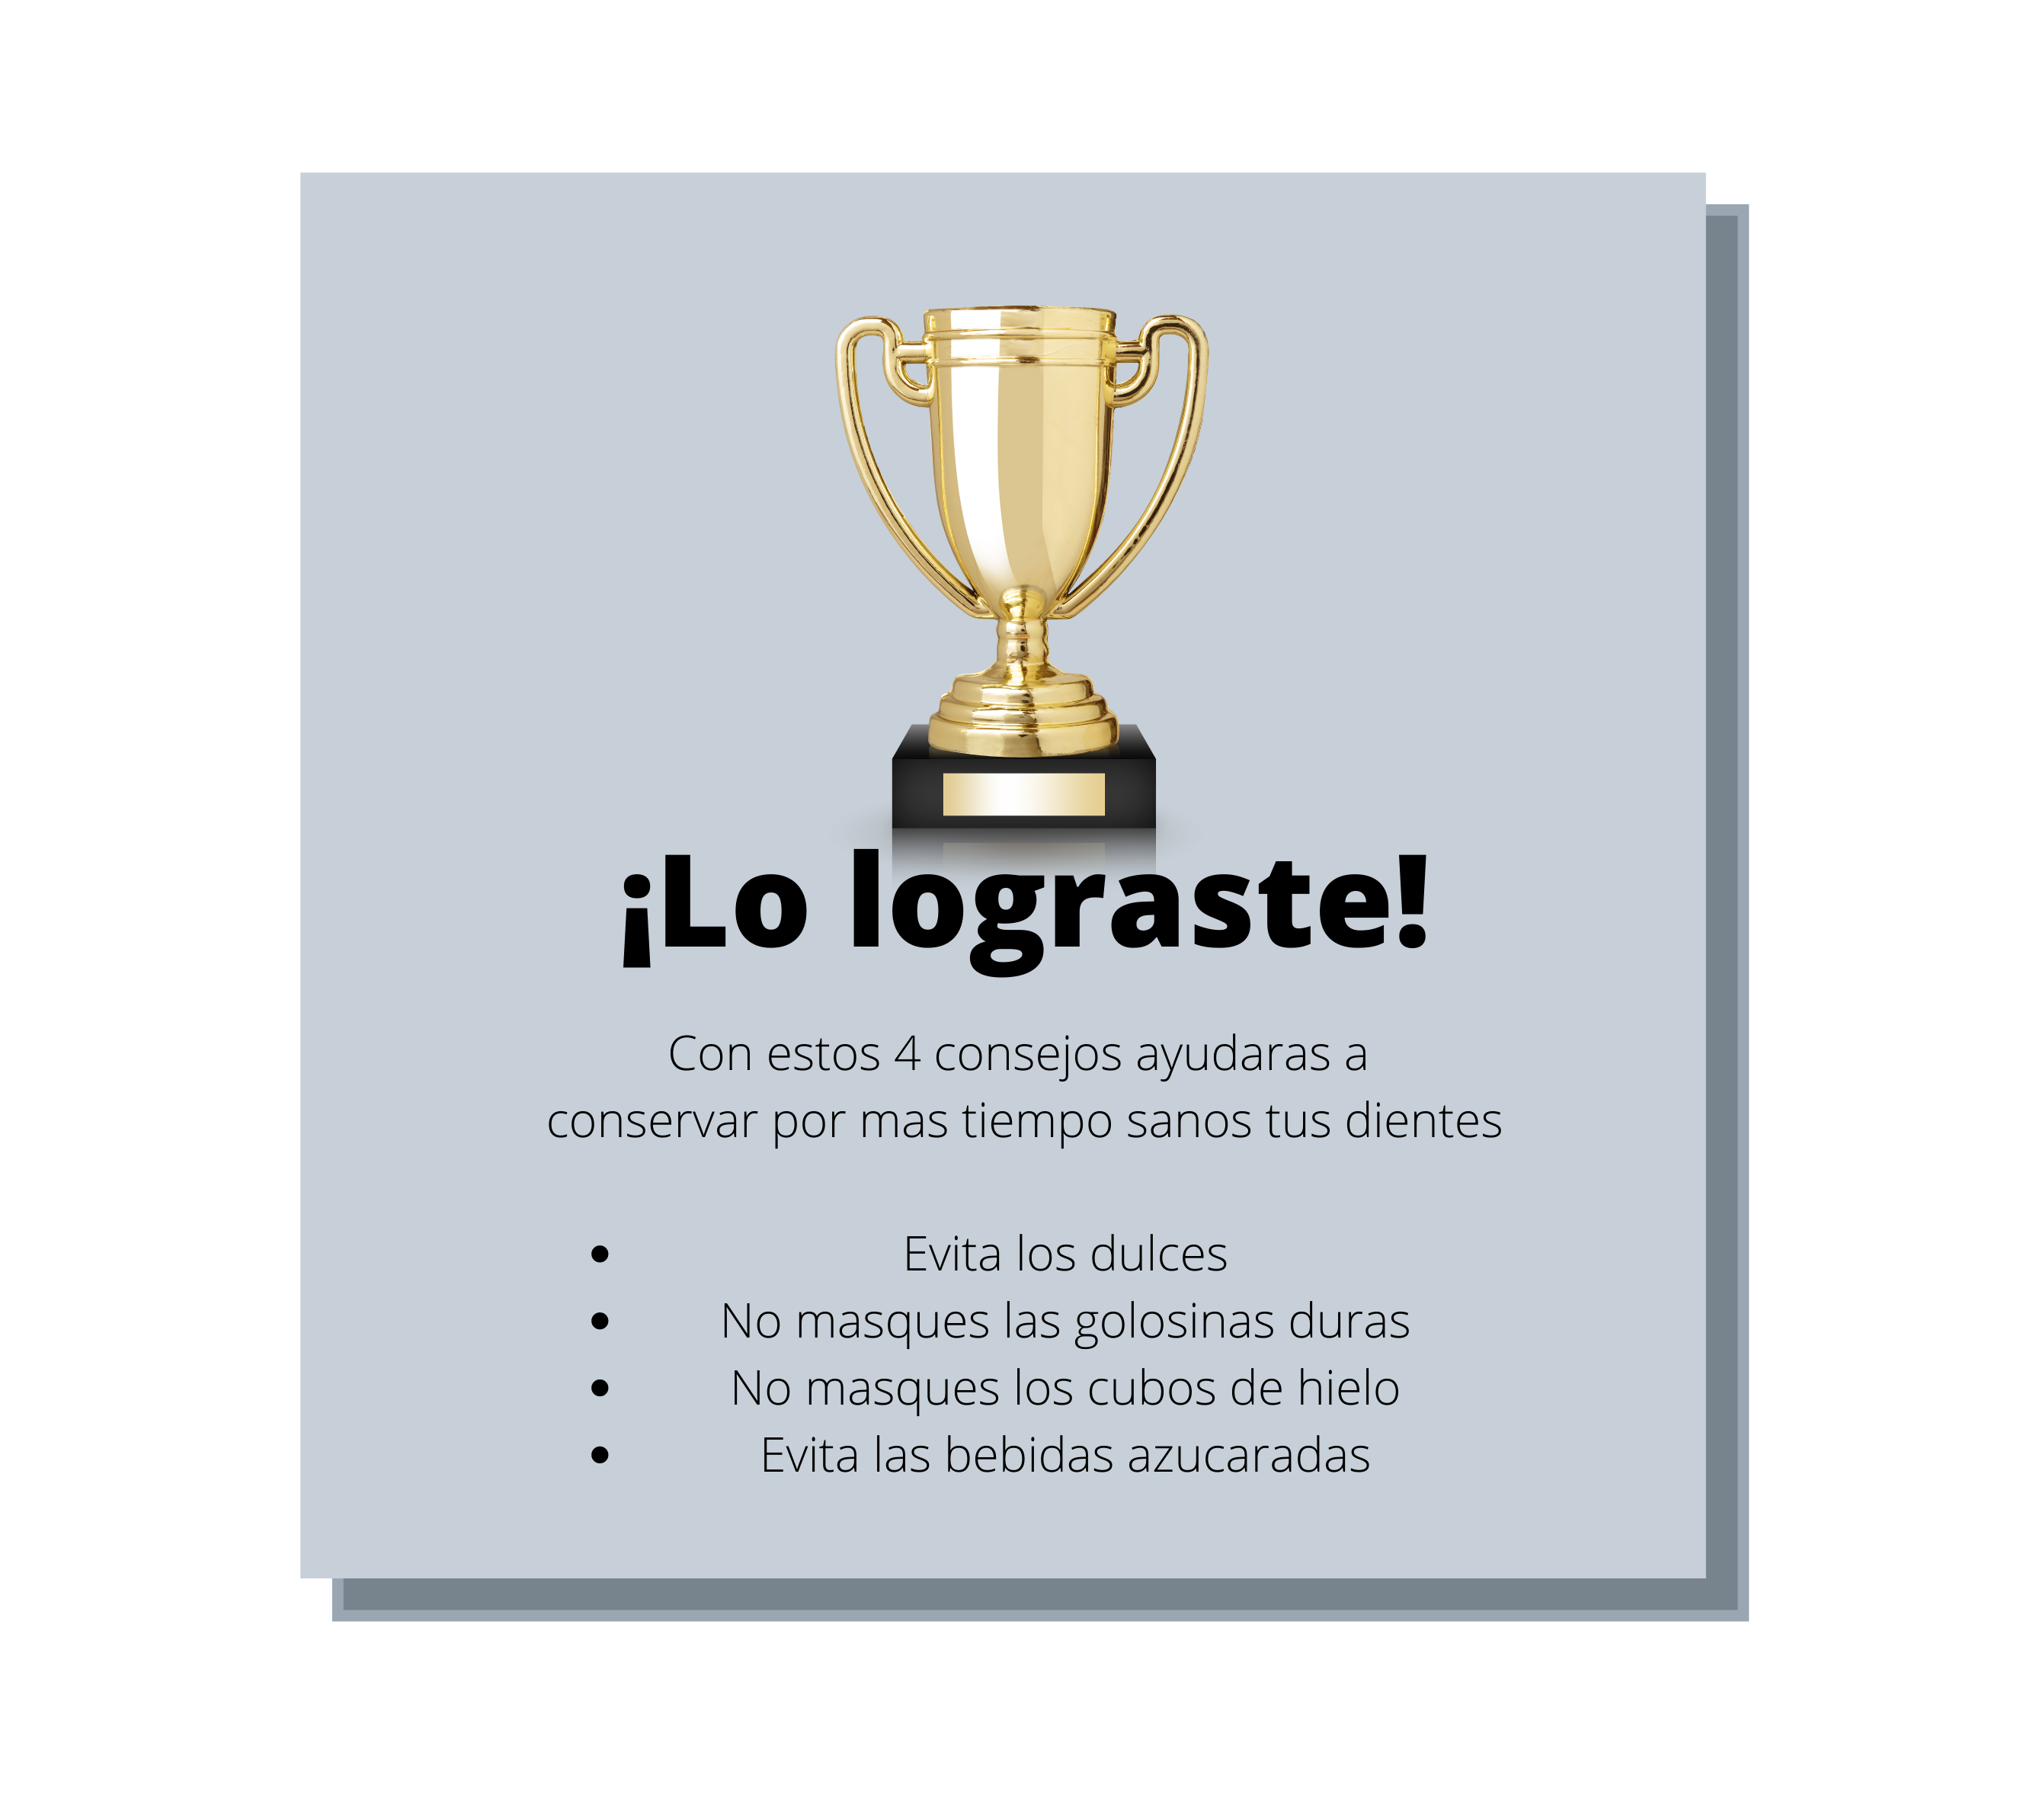 ¡Lo lograste!
Con estos 4 consejos ayudaras a
conservar por mas tiempo sanos tus dientes
• Evita los dulces
• No masques las golosinas duras
• No masques los cubos de hielo
• Evita las bebidas azucaradas